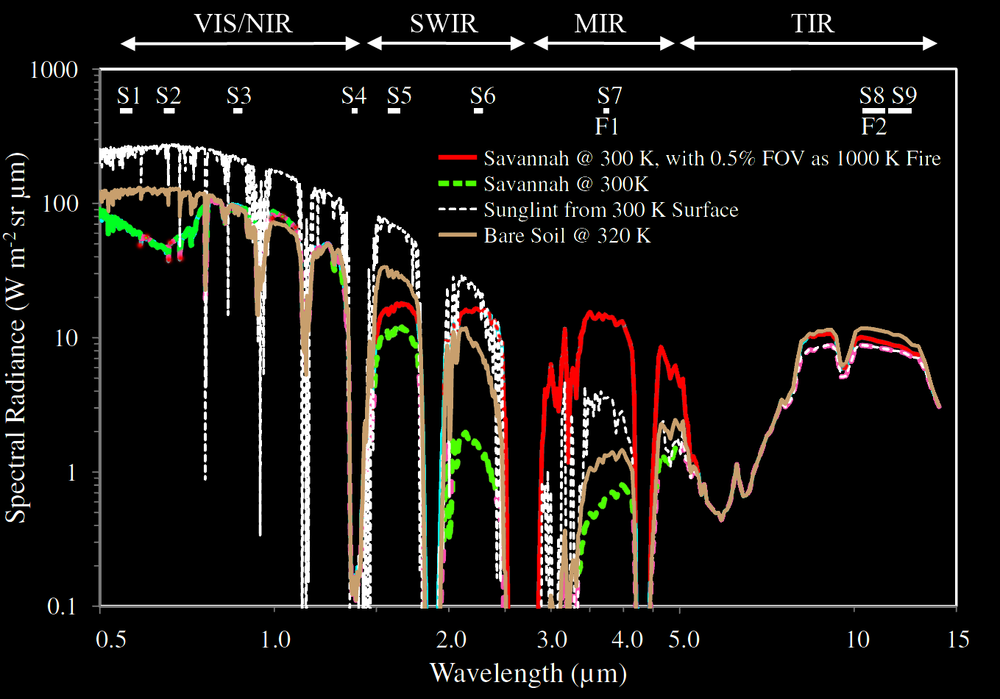 VIS/NIR SWIR MIR TIR
1000
S1 S2 S3 S4 S5 S6 S7 S8 S9
F1 F2
Savannah @ 300 K, with 0.5% FOV as 1000 K Fire
Savannah @ 300K
Sunglint from 300 K Surface
Bare Soil @ 320 K
100
10
1
0.1
Spectral Radiance (W m⁻² sr μm)
0.5 1.0 2.0 3.0 4.0 5.0 10 15
Wavelength (μm)